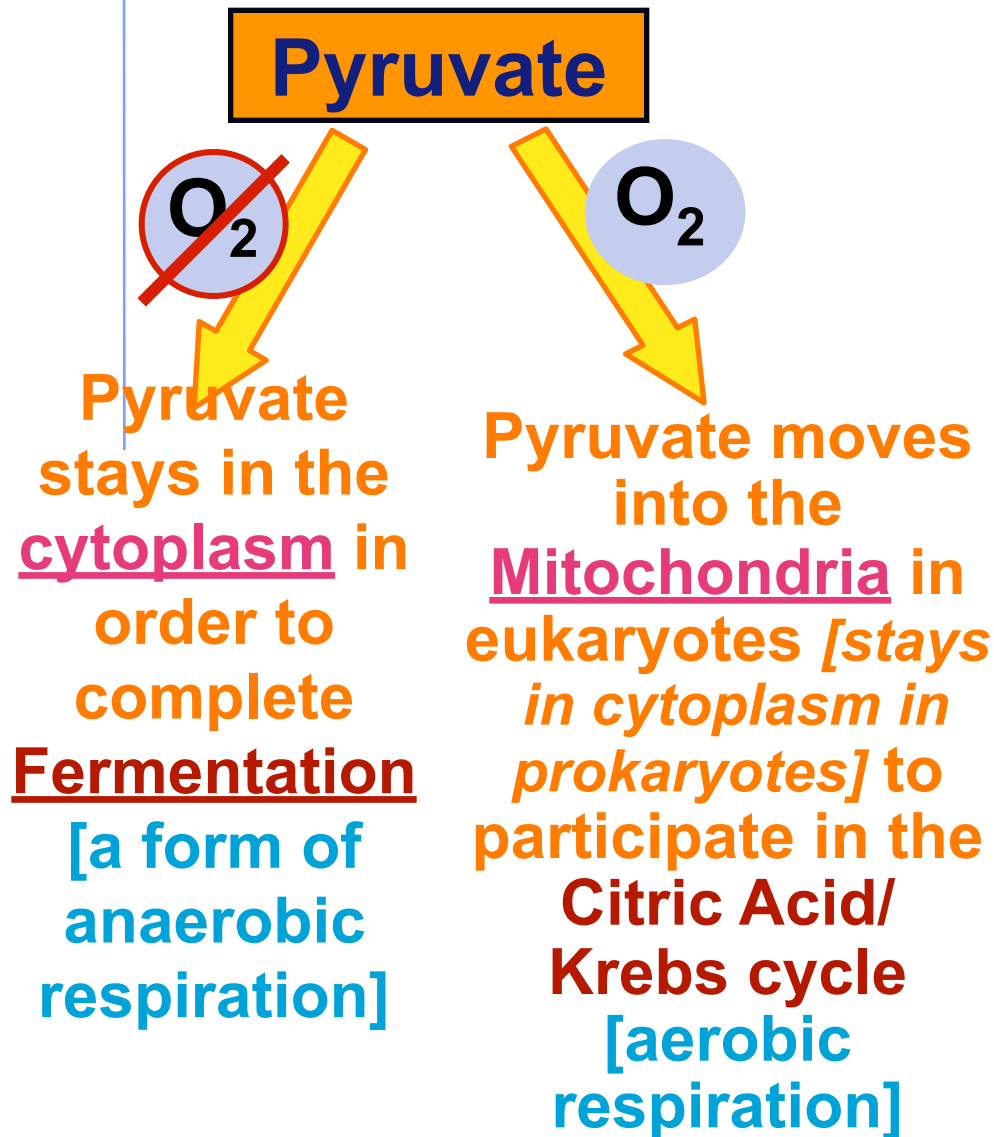 Pyruvate
O₂
O₂
Pyruvate
stays in the
cytoplasm in
order to
complete
Fermentation
[a form of
anaerobic
respiration]
Pyruvate moves
into the
Mitochondria in
eukaryotes [stays
in cytoplasm in
prokaryotes] to
participate in the
Citric Acid/
Krebs cycle
[aerobic
respiration]